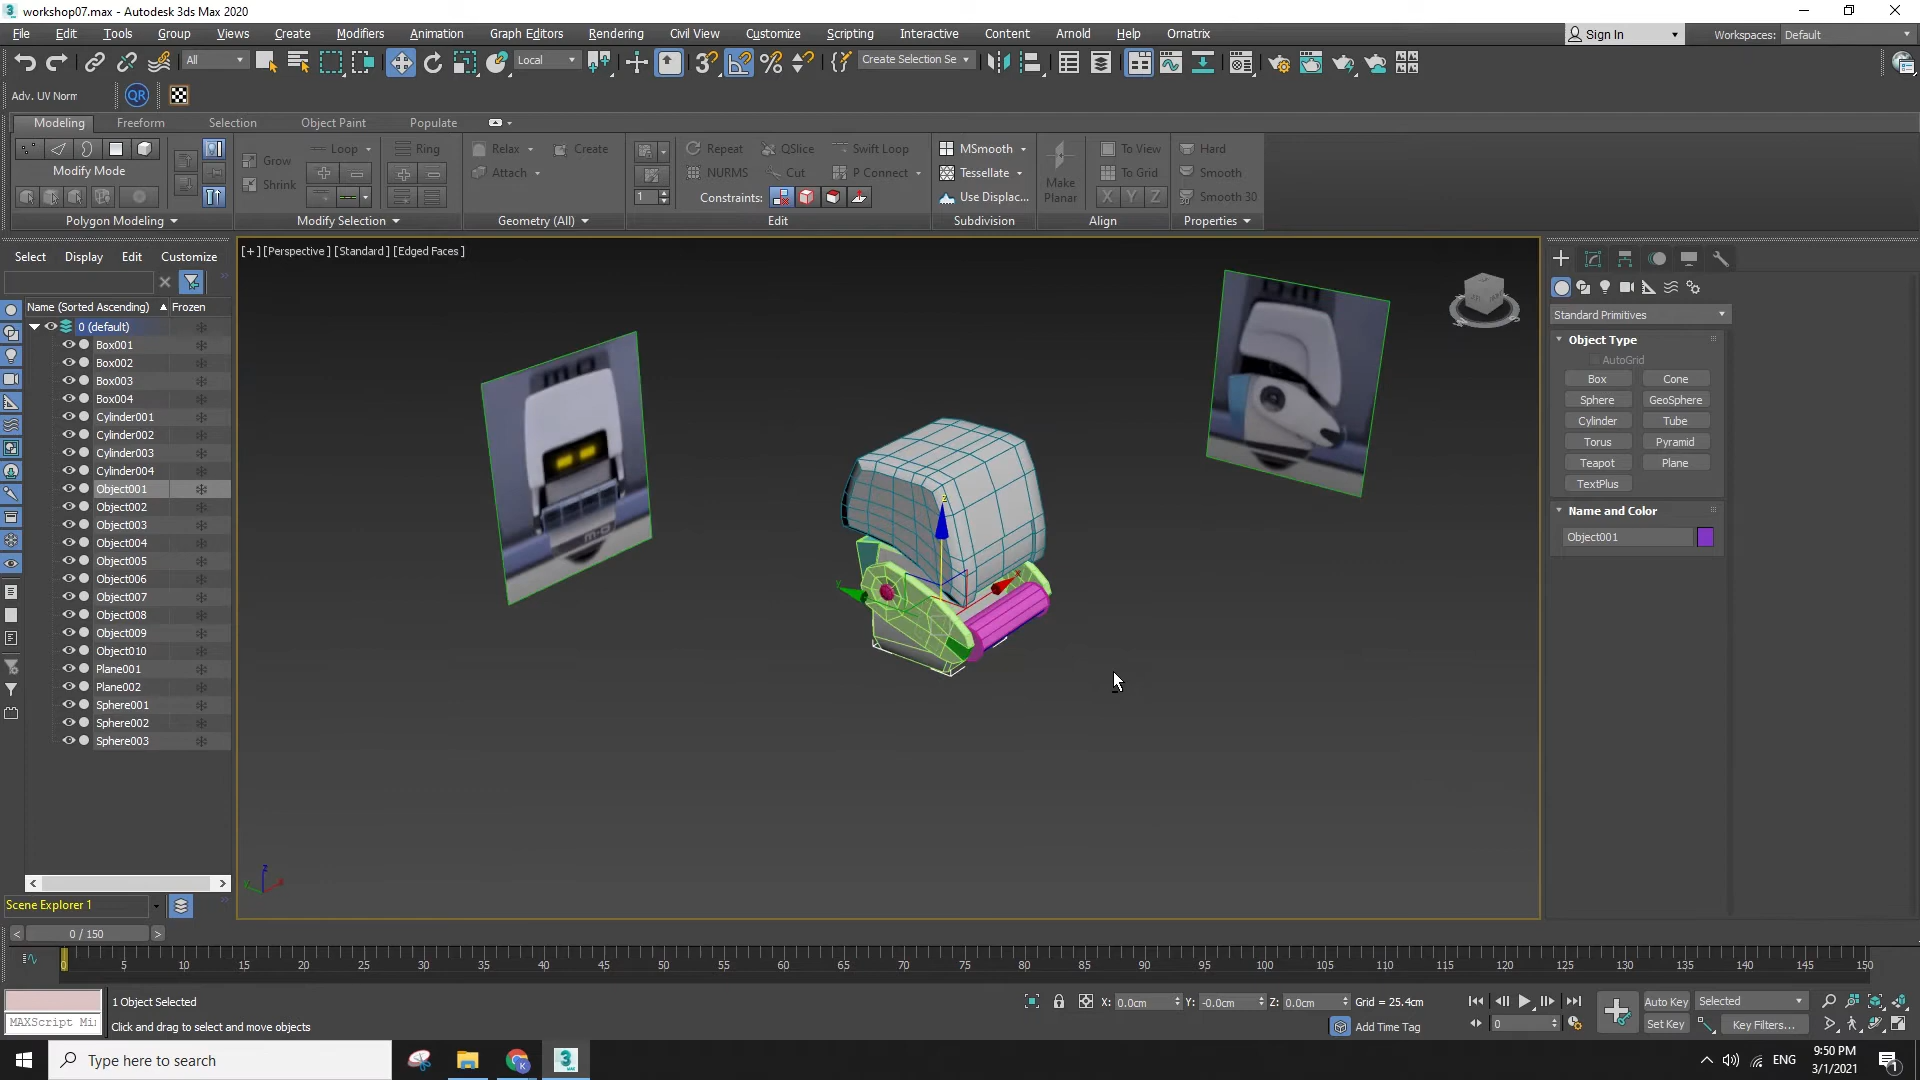 workshop07.max - Autodesk 3ds Max 2020
File Edit Tools Group Views Create Modifiers Animation Graph Editors Rendering Civil View Customize Scripting Interactive Content Arnold Help Ornatrix Sign In Workspaces: Default
All Local Create Selection Se
Adv. UV Norm QR
Modeling Freeform Selection Object Paint Populate
Loop Ring Relax Create Repeat QSlice Swift Loop MSmooth To View Hard
Grow Shrink Attach NURMS Cut P Connect Tessellate Make Planar To Grid Smooth
Modify Mode 1 Constraints: Use Displac... X Y Z Smooth 30
Polygon Modeling Modify Selection Geometry (All) Edit Subdivision Align Properties
Select Display Edit Customize
Name (Sorted Ascending) Frozen
0 (default)
Box001
Box002
Box003
Box004
Cylinder001
Cylinder002
Cylinder003
Cylinder004
Object001
Object002
Object003
Object004
Object005
Object006
Object007
Object008
Object009
Object010
Plane001
Plane002
Sphere001
Sphere002
Sphere003
Scene Explorer 1
[+] [Perspective] [Standard] [Edged Faces]
m-o
z
x
y
Standard Primitives
Object Type
AutoGrid
Box Cone
Sphere GeoSphere
Cylinder Tube
Torus Pyramid
Teapot Plane
TextPlus
Name and Color
Object001
< 0 / 150 >
0 5 10 15 20 25 30 35 40 45 50 55 60 65 70 75 80 85 90 95 100 105 110 115 120 125 130 135 140 145 150
1 Object Selected X: 0.0cm Y: -0.0cm Z: 0.0cm Grid = 25.4cm Auto Key Selected
MAXScript Mi Click and drag to select and move objects Add Time Tag 0 Set Key Key Filters...
Type here to search ENG 9:50 PM
3/1/2021